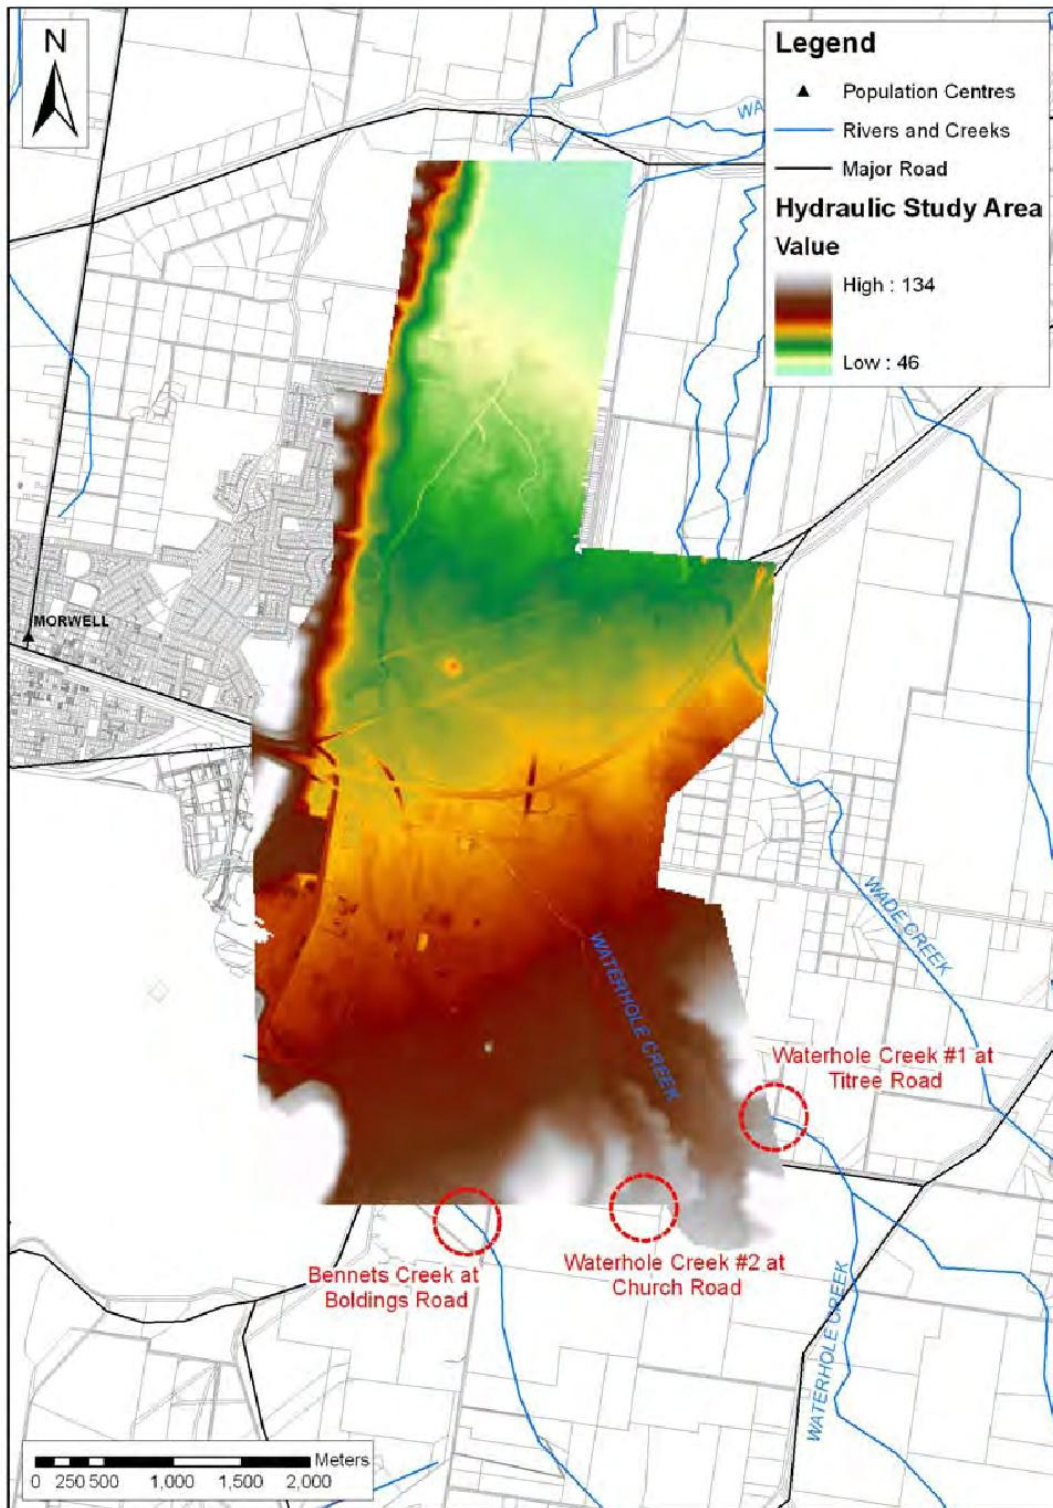 N
Legend
Population Centres
Rivers and Creeks
Major Road
Hydraulic Study Area
Value
High : 134
Low : 46
WA
MORWELL
WADE CREEK
WATERHOLE CREEK
Waterhole Creek #1 at
Titree Road
Waterhole Creek #2 at
Church Road
Bennets Creek at
Boldings Road
WATERHOLE CREEK
Meters
0 250 500 1,000 1,500 2,000